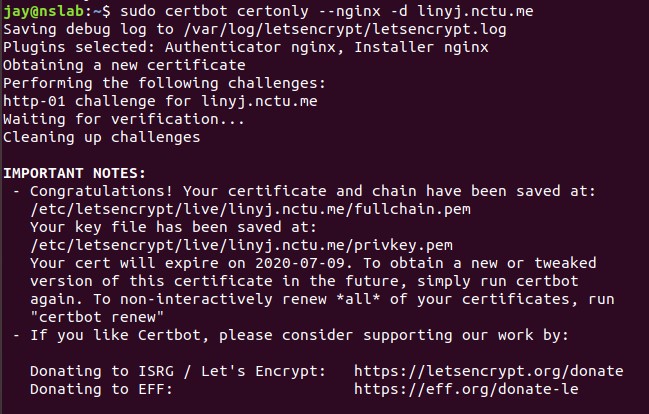 jay@nslab:~$ sudo certbot certonly --nginx -d linyj.nctu.me
Saving debug log to /var/log/letsencrypt/letsencrypt.log
Plugins selected: Authenticator nginx, Installer nginx
Obtaining a new certificate
Performing the following challenges:
http-01 challenge for linyj.nctu.me
Waiting for verification...
Cleaning up challenges

IMPORTANT NOTES:
 - Congratulations! Your certificate and chain have been saved at:
   /etc/letsencrypt/live/linyj.nctu.me/fullchain.pem
   Your key file has been saved at:
   /etc/letsencrypt/live/linyj.nctu.me/privkey.pem
   Your cert will expire on 2020-07-09. To obtain a new or tweaked
   version of this certificate in the future, simply run certbot
   again. To non-interactively renew *all* of your certificates, run
   "certbot renew"
 - If you like Certbot, please consider supporting our work by:

   Donating to ISRG / Let's Encrypt:   https://letsencrypt.org/donate
   Donating to EFF:                    https://eff.org/donate-le